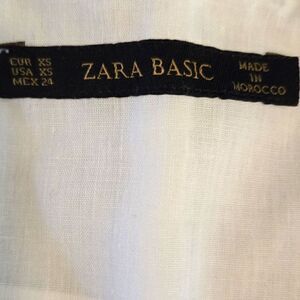 EUR XS
USA XS
MEX 24
ZARA BASIC
MADE
IN
MOROCCO